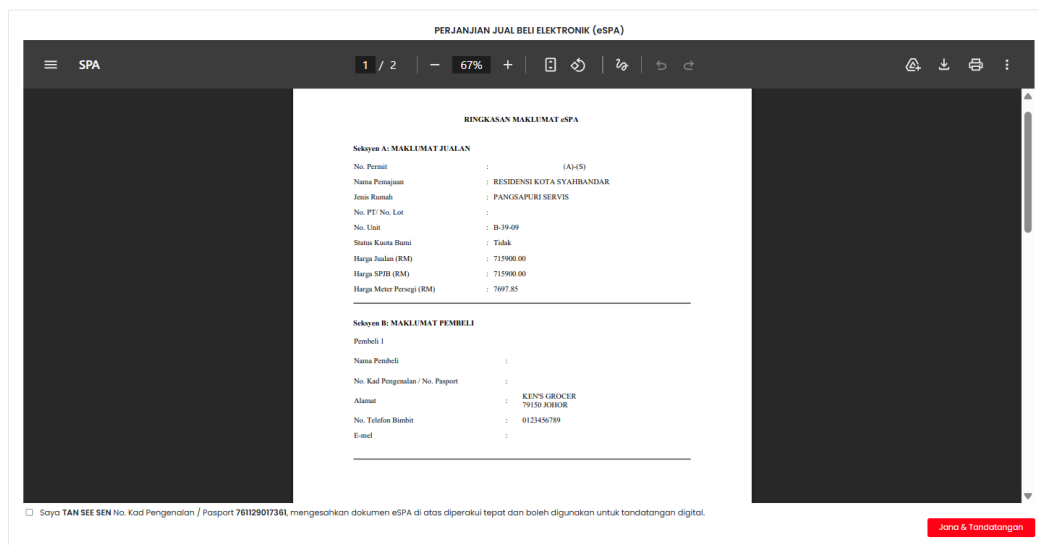 PERJANJIAN JUAL BELI ELEKTRONIK (eSPA)
SPA 1 / 2 67%
RINGKASAN MAKLUMAT eSPA
Seksyen A: MAKLUMAT JUALAN
No. Permit : (A)-(S)
Nama Pemajuan : RESIDENSI KOTA SYAHBANDAR
Jenis Rumah : PANGSAPURI SERVIS
No. PT/ No. Lot :
No. Unit : B-39-09
Status Kuota Bumi : Tidak
Harga Jualan (RM) : 715900.00
Harga SPJB (RM) : 715900.00
Harga Meter Persegi (RM) : 7697.85
Seksyen B: MAKLUMAT PEMBELI
Pembeli 1
Nama Pembeli :
No. Kad Pengenalan / No. Pasport :
Alamat : KEN'S GROCER
79150 JOHOR
No. Telefon Bimbit : 0123456789
E-mel :
Saya TAN SEE SEN No. Kad Pengenalan / Pasport 761129017361, mengesahkan dokumen eSPA di atas diperakui tepat dan boleh digunakan untuk tandatangan digital.
Jana & Tandatangan